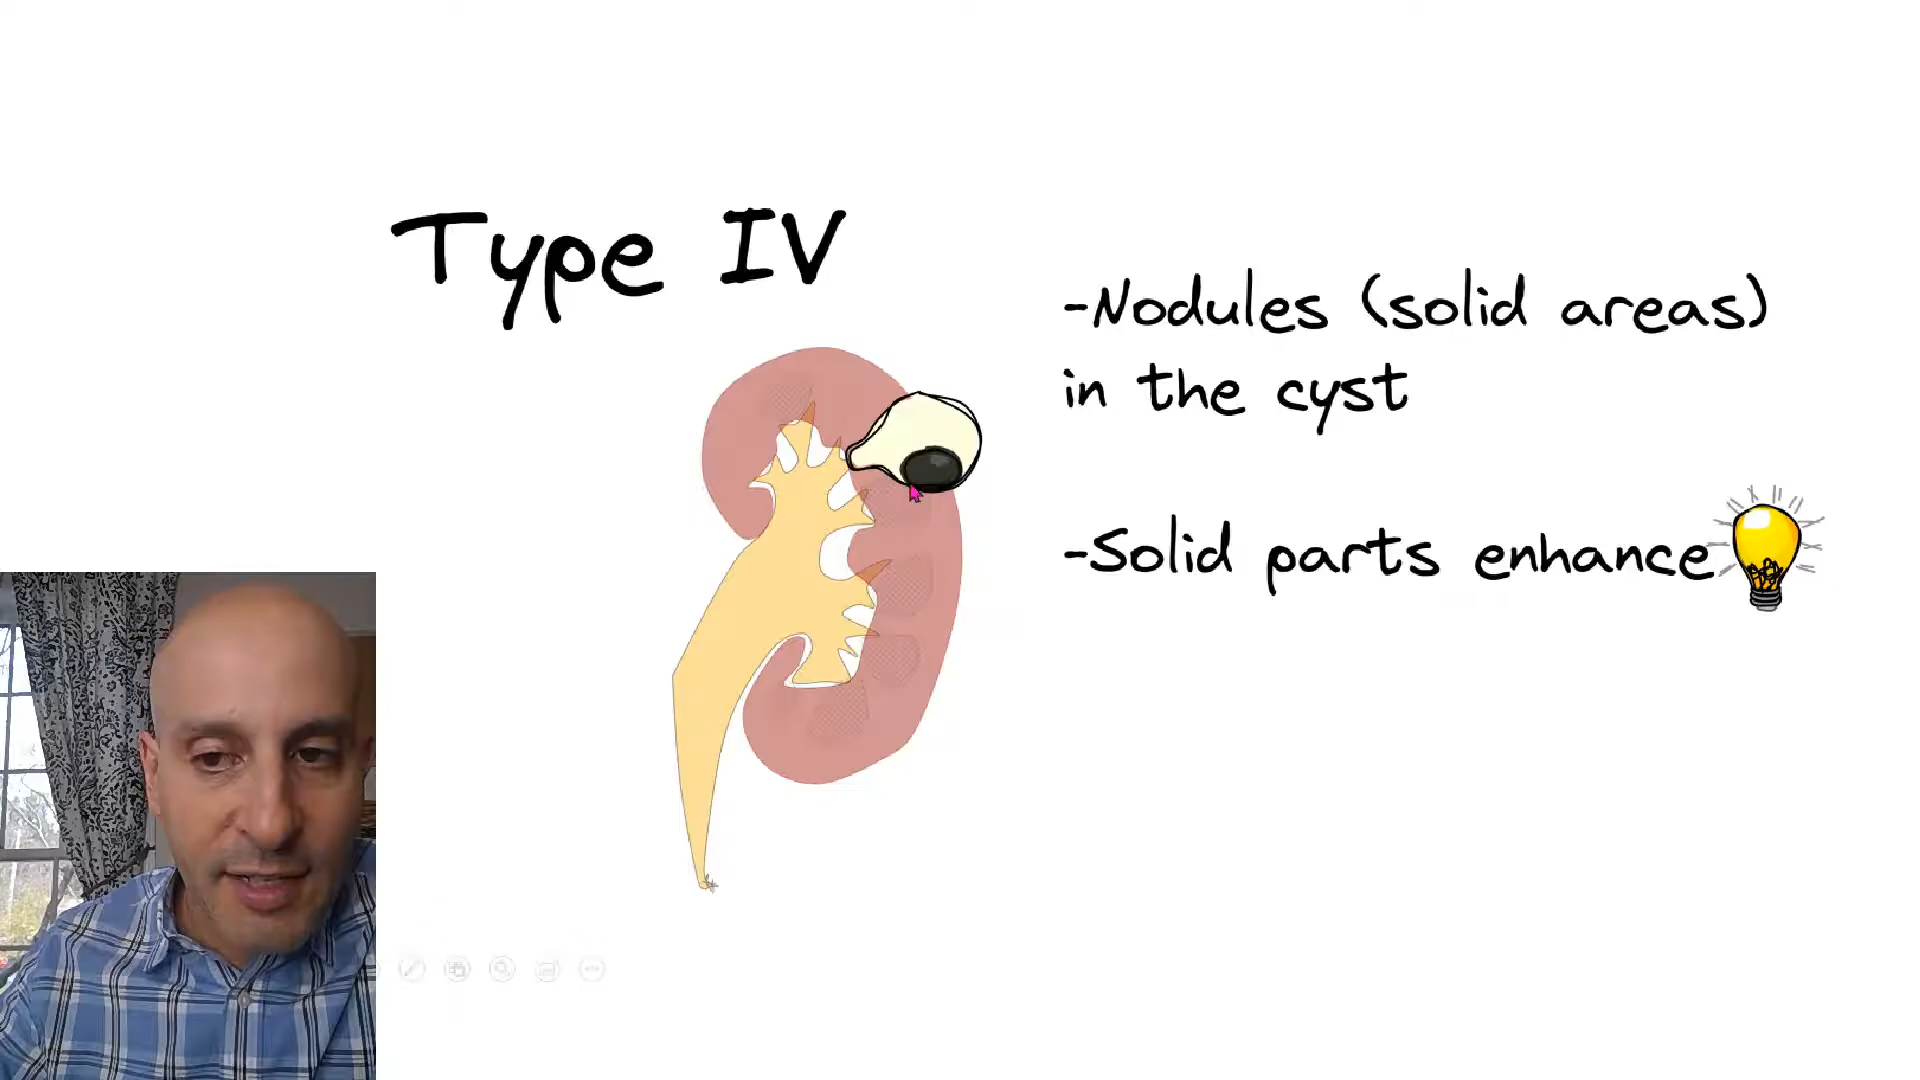 Type IV
-Nodules (solid areas)
in the cyst
-Solid parts enhance